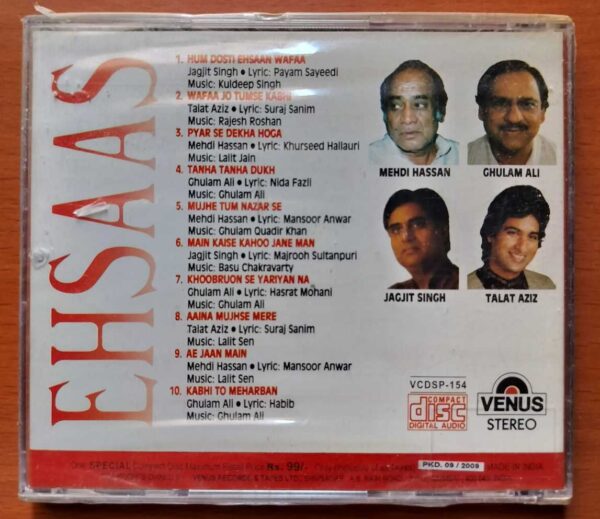 EHSAAS
1. HUM DOSTI EHSAAN WAFAA
Jagjit Singh • Lyric: Payam Sayeedi
Music: Kuldeep Singh
2. WAFAA JO TUMSE KABHI
Talat Aziz • Lyric: Suraj Sanim
Music: Rajesh Roshan
3. PYAR SE DEKHA HOGA
Mehdi Hassan • Lyric: Khurseed Hallauri
Music: Lalit Jain
4. TANHA TANHA DUKH
Ghulam Ali • Lyric: Nida Fazli
Music: Ghulam Ali
5. MUJHE TUM NAZAR SE
Mehdi Hassan • Lyric: Mansoor Anwar
Music: Ghulam Quadir Khan
6. MAIN KAISE KAHOO JANE MAN
Jagjit Singh • Lyric: Majrooh Sultanpuri
Music: Basu Chakravarty
7. KHOOBRUON SE YARIYAN NA
Ghulam Ali • Lyric: Hasrat Mohani
Music: Ghulam Ali
8. AAINA MUJHSE MERE
Talat Aziz • Lyric: Suraj Sanim
Music: Lalit Sen
9. AE JAAN MAIN
Mehdi Hassan • Lyric: Mansoor Anwar
Music: Lalit Sen
10. KABHI TO MEHARBAN
Ghulam Ali • Lyric: Habib
Music: Ghulam Ali
MEHDI HASSAN
GHULAM ALI
JAGJIT SINGH
TALAT AZIZ
VCDSP-154
COMPACT
disc
DIGITAL AUDIO
VENUS
STEREO
One SPECIAL Compact Disc Maximum Retail Price Rs. 99/-
PKD. 09 / 2009
MADE IN INDIA
VENUS RECORDS & TAPES LTD.